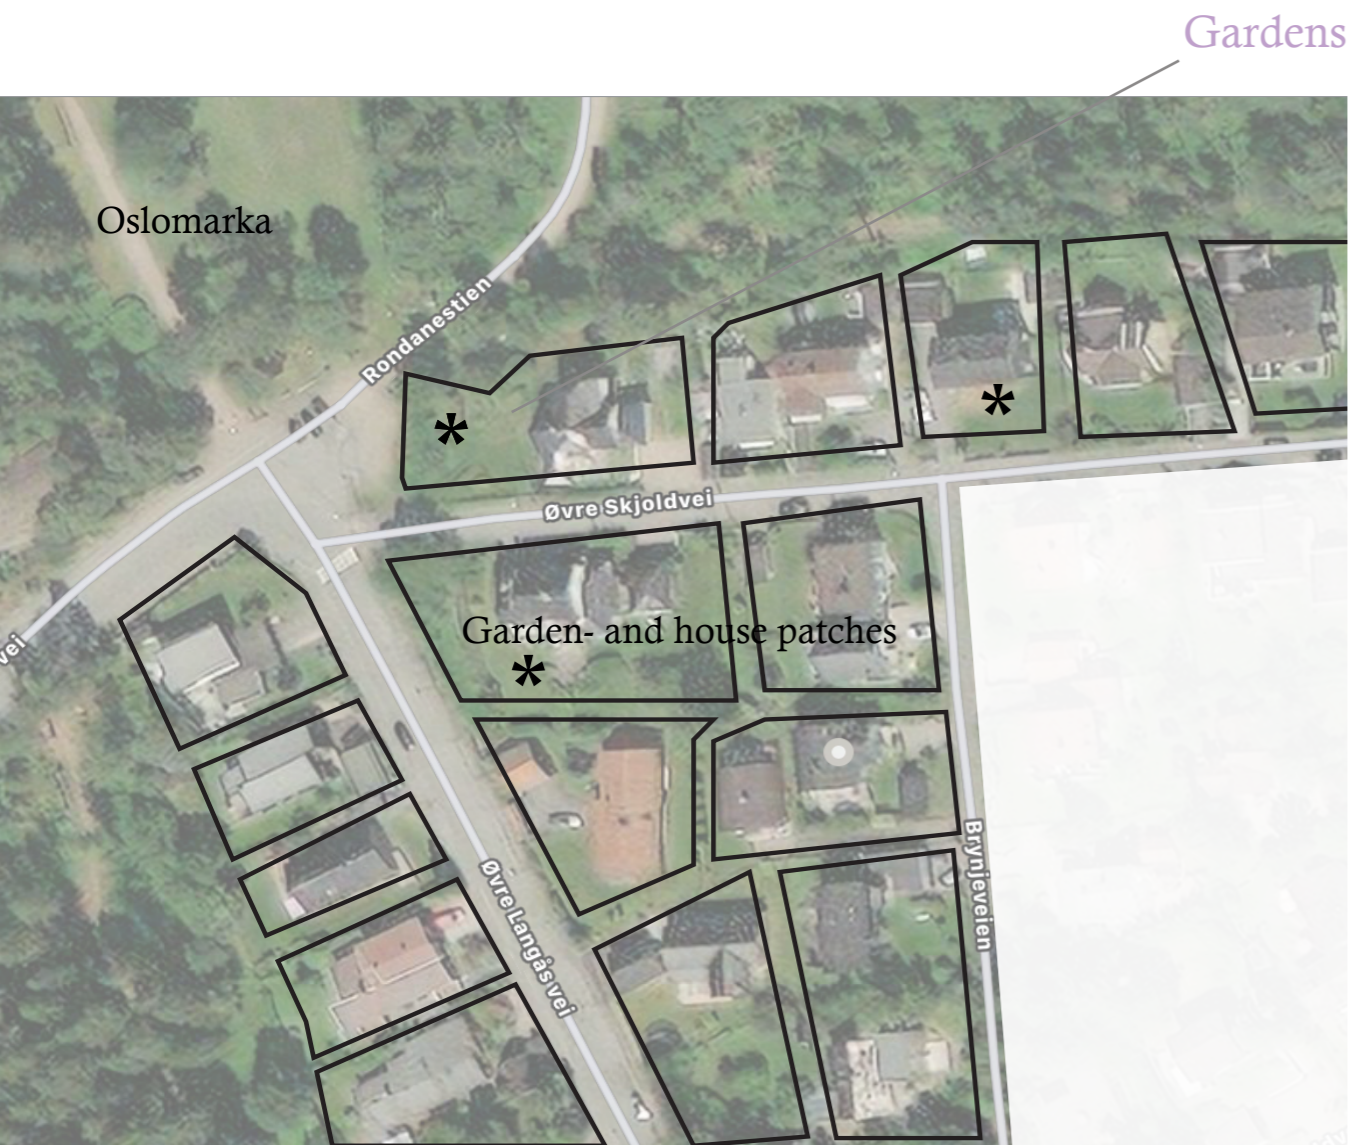 Gardens
Oslomarka
Rondanestien
*
*
Øvre Skjoldvei
Garden- and house patches
*
vei
Øvre Langåsvei
Brynjeveien